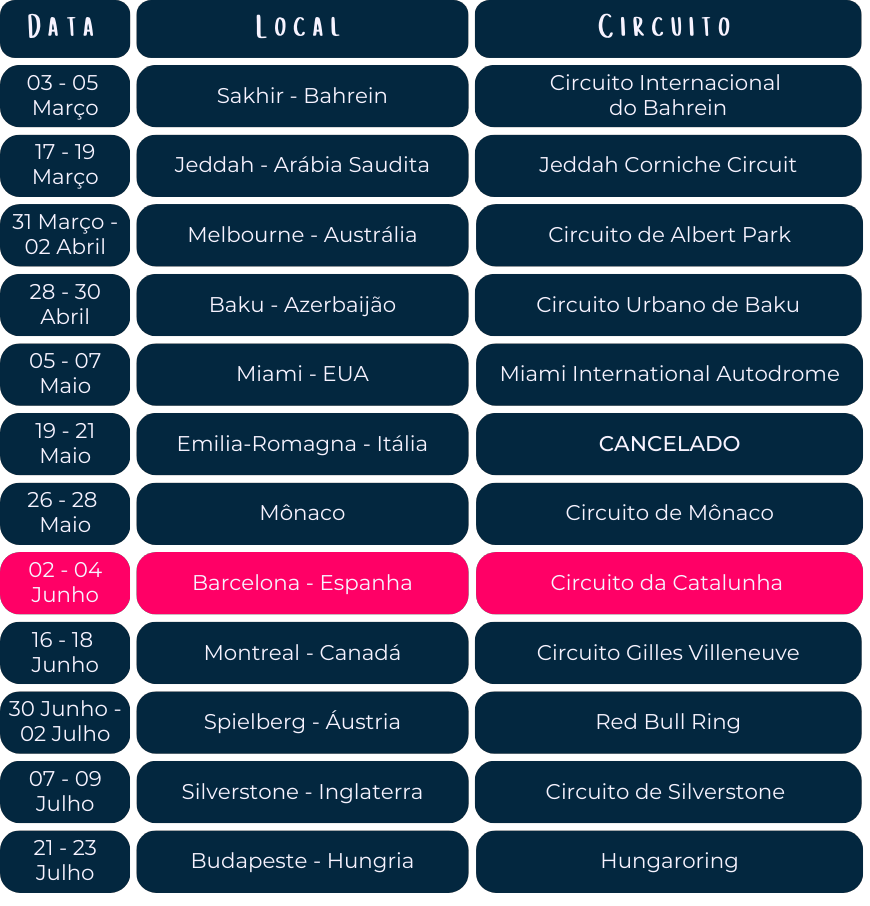 DATA
LOCAL
CIRCUITO
03 - 05
Março
Sakhir - Bahrein
Circuito Internacional
do Bahrein
17 - 19
Março
Jeddah - Arábia Saudita
Jeddah Corniche Circuit
31 Março -
02 Abril
Melbourne - Austrália
Circuito de Albert Park
28 - 30
Abril
Baku - Azerbaijão
Circuito Urbano de Baku
05 - 07
Maio
Miami - EUA
Miami International Autodrome
19 - 21
Maio
Emilia-Romagna - Itália
CANCELADO
26 - 28
Maio
Mônaco
Circuito de Mônaco
02 - 04
Junho
Barcelona - Espanha
Circuito da Catalunha
16 - 18
Junho
Montreal - Canadá
Circuito Gilles Villeneuve
30 Junho -
02 Julho
Spielberg - Áustria
Red Bull Ring
07 - 09
Julho
Silverstone - Inglaterra
Circuito de Silverstone
21 - 23
Julho
Budapeste - Hungria
Hungaroring